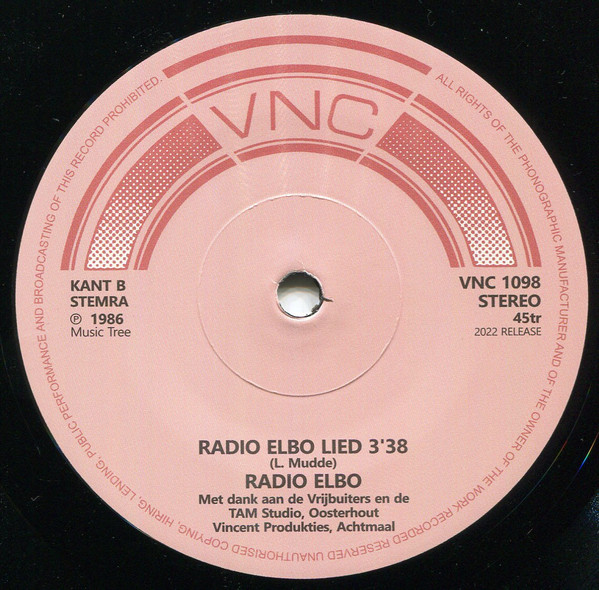 VNC
KANT B
STEMRA
Ⓟ 1986
Music Tree
VNC 1098
STEREO
45tr
2022 RELEASE
RADIO ELBO LIED 3'38
(L. Mudde)
RADIO ELBO
Met dank aan de Vrijbuiters en de
TAM Studio, Oosterhout
Vincent Produkties, Achtmaal
ALL RIGHTS OF THE PHONOGRAPHIC MANUFACTURER AND OF THE OWNER OF THE WORK RECORDED RESERVED UNAUTHORISED COPYING, HIRING, LENDING, PUBLIC PERFORMANCE AND BROADCASTING OF THIS RECORD PROHIBITED.